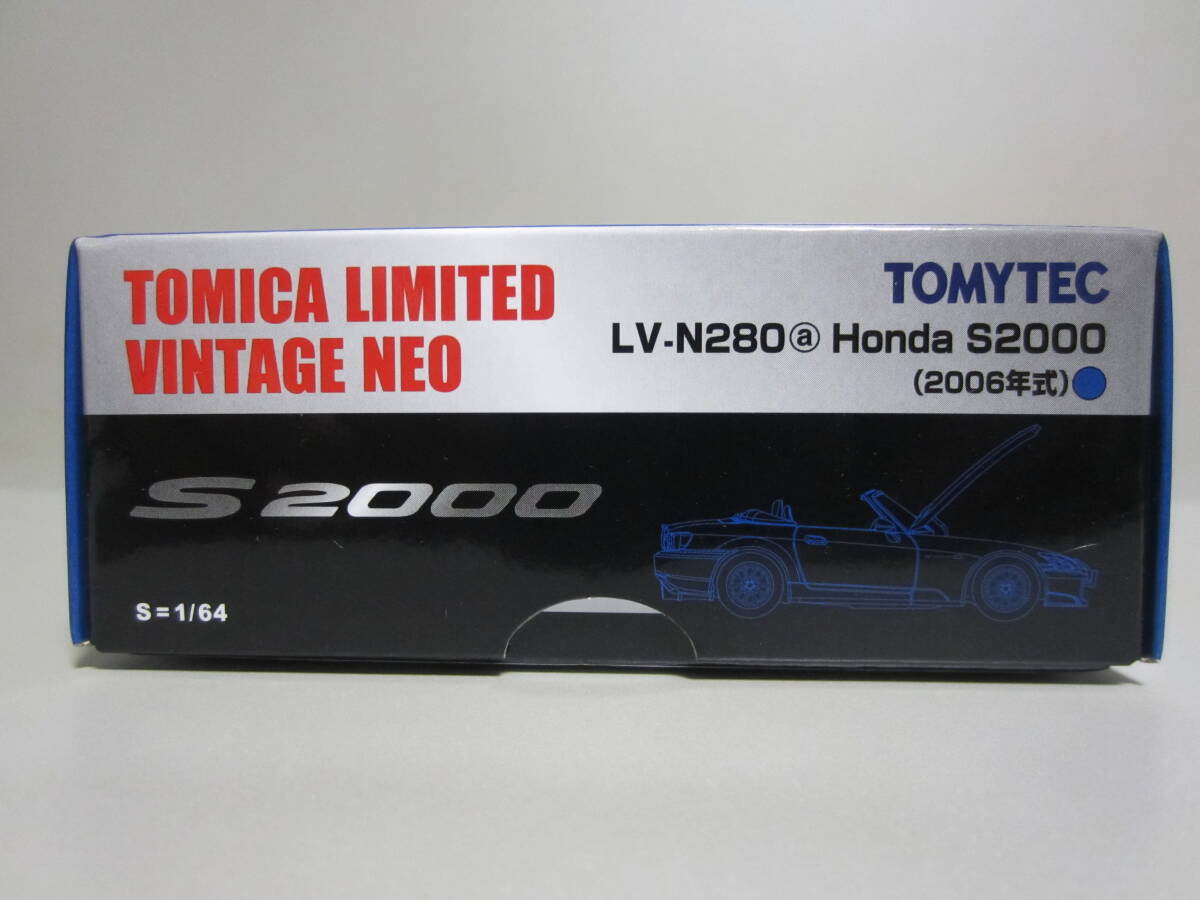 TOMICA LIMITED
VINTAGE NEO
TOMYTEC
LV-N280ⓐ Honda S2000
(2006年式)
S2000
S=1/64